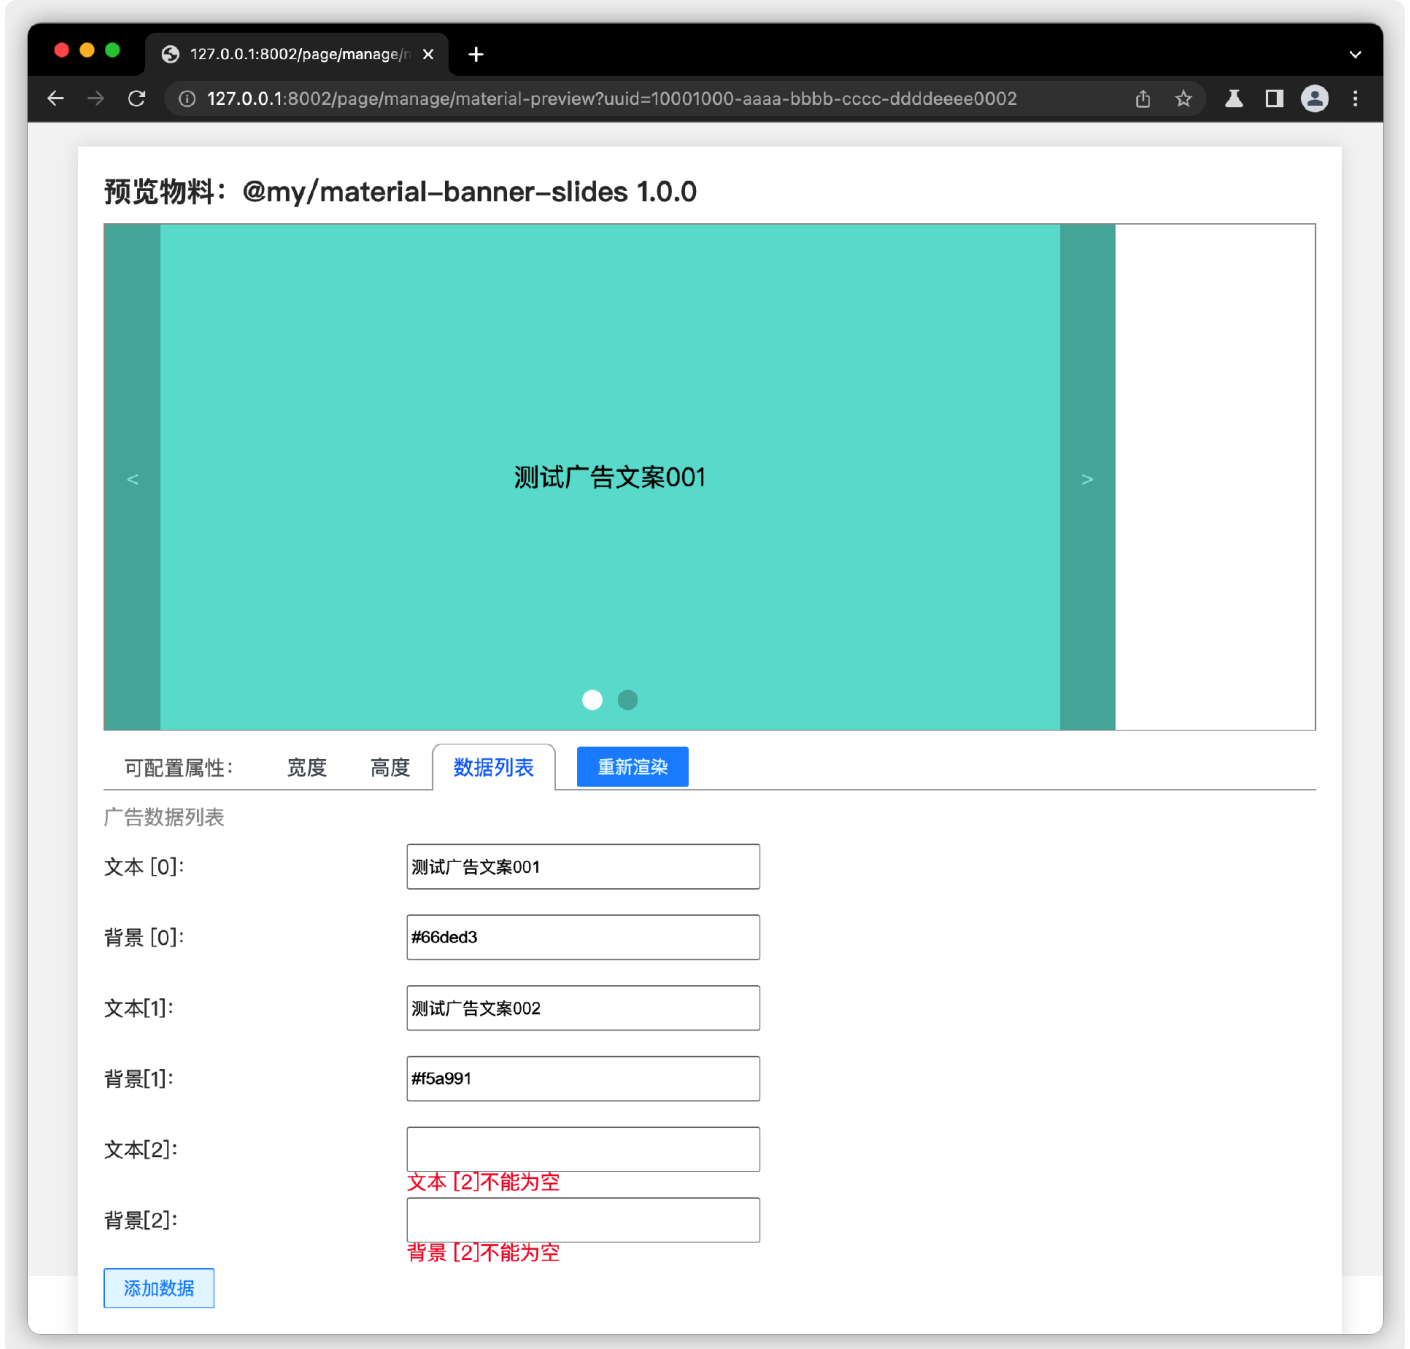 127.0.0.1:8002/page/manage/
127.0.0.1:8002/page/manage/material-preview?uuid=10001000-aaaa-bbbb-cccc-ddddeeee0002
预览物料：@my/material-banner-slides 1.0.0
<
测试广告文案001
>
可配置属性： 宽度 高度 数据列表 重新渲染
广告数据列表
文本 [0]: 测试广告文案001
背景 [0]: #66ded3
文本[1]: 测试广告文案002
背景[1]: #f5a991
文本[2]:
文本 [2]不能为空
背景[2]:
背景 [2]不能为空
添加数据